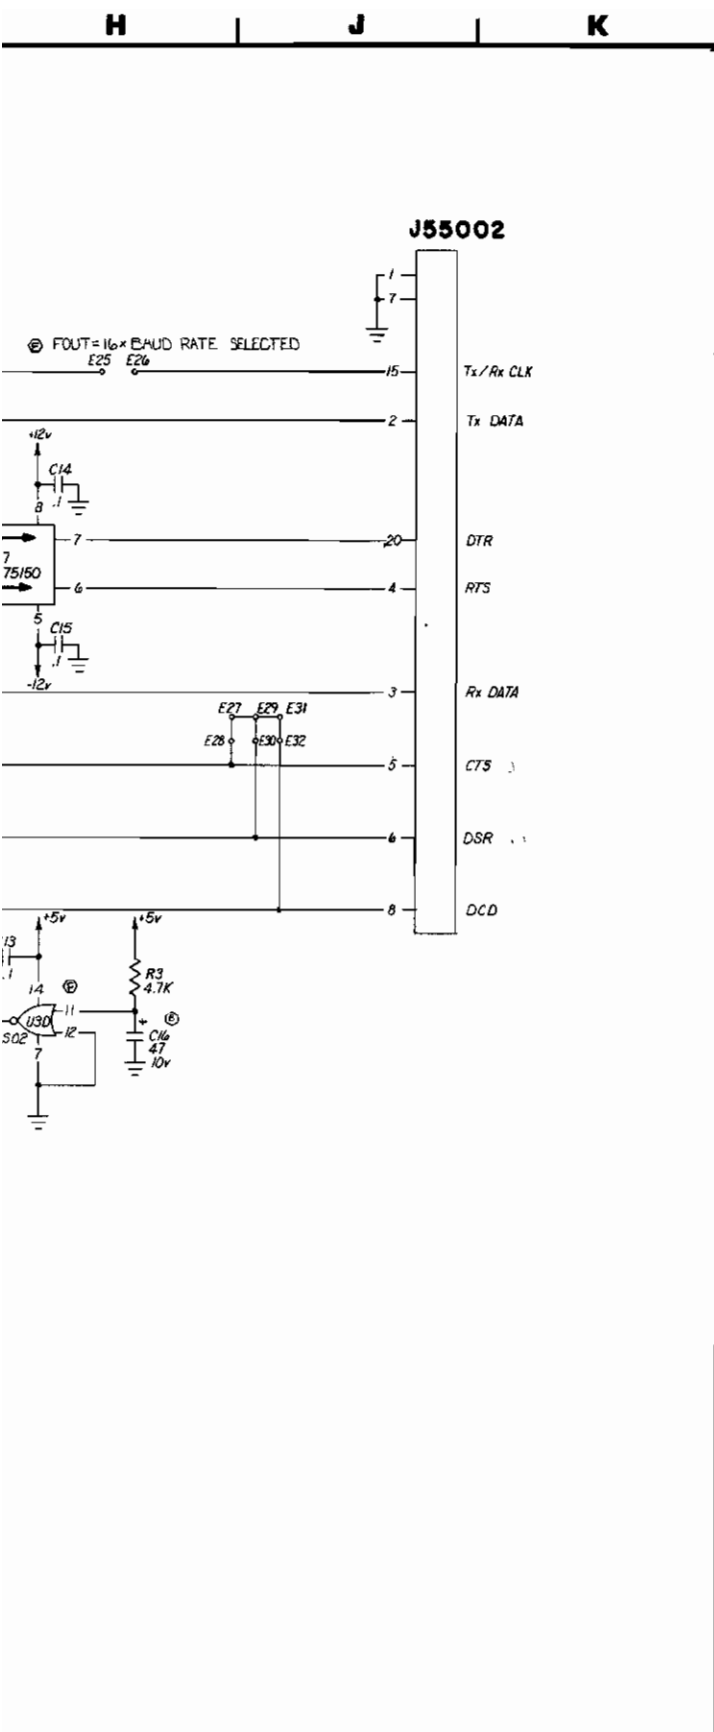 H J K
J55002
1
7
Ⓔ FOUT=16× BAUD RATE SELECTED
E25 E26
15 Tx/Rx CLK
2 Tx DATA
+12v
C14
.1
8
7 20 DTR
7
75150
6 4 RTS
5
C15
.1
-12v
3 Rx DATA
E27 E29 E31
E28 E30 E32
5 CTS
6 DSR
8 DCD
+5v +5v
13
.1
R3
4.7K
14
11
U3D
12
S02
7
+
C16
47
10v